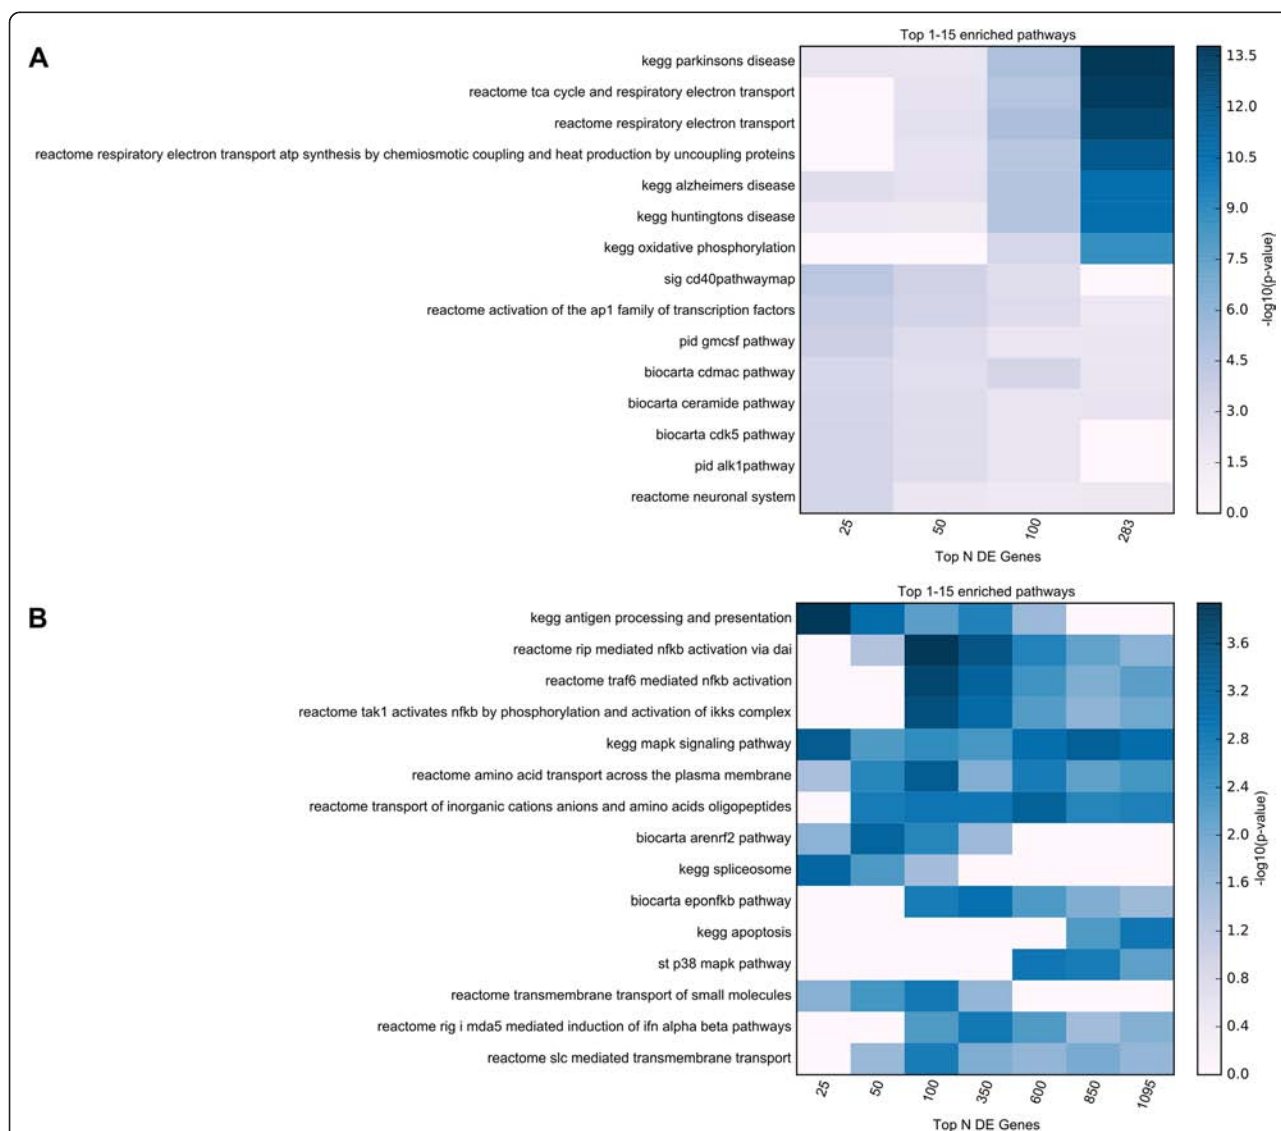 A
Top 1-15 enriched pathways
kegg parkinsons disease
reactome tca cycle and respiratory electron transport
reactome respiratory electron transport
reactome respiratory electron transport atp synthesis by chemiosmotic coupling and heat production by uncoupling proteins
kegg alzheimers disease
kegg huntingtons disease
kegg oxidative phosphorylation
sig cd40pathwaymap
reactome activation of the ap1 family of transcription factors
pid gmcsf pathway
biocarta cdmac pathway
biocarta ceramide pathway
biocarta cdk5 pathway
pid alk1pathway
reactome neuronal system
25 50 100 283
Top N DE Genes
13.5
12.0
10.5
9.0
7.5
6.0
4.5
3.0
1.5
0.0
-log10(p-value)
B
Top 1-15 enriched pathways
kegg antigen processing and presentation
reactome rip mediated nfkb activation via dai
reactome traf6 mediated nfkb activation
reactome tak1 activates nfkb by phosphorylation and activation of ikks complex
kegg mapk signaling pathway
reactome amino acid transport across the plasma membrane
reactome transport of inorganic cations anions and amino acids oligopeptides
biocarta arenrf2 pathway
kegg spliceosome
biocarta eponfkb pathway
kegg apoptosis
st p38 mapk pathway
reactome transmembrane transport of small molecules
reactome rig i mda5 mediated induction of ifn alpha beta pathways
reactome slc mediated transmembrane transport
25 50 100 350 600 850 1095
Top N DE Genes
3.6
3.2
2.8
2.4
2.0
1.6
1.2
0.8
0.4
0.0
-log10(p-value)